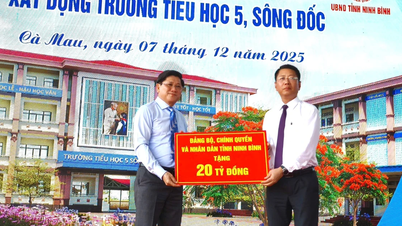 XÂY DỰNG TRƯỜNG TIỂU HỌC 5, SÔNG ĐỐC
UBND TỈNH NINH BÌNH
Cà Mau, ngày 07 tháng 12 năm 2025
TRƯỜNG TIỂU HỌC 5 SÔ
ĐẢNG BỘ, CHÍNH QUYỀN
VÀ NHÂN DÂN TỈNH NINH BÌNH
TẶNG
20 TỶ ĐỒNG